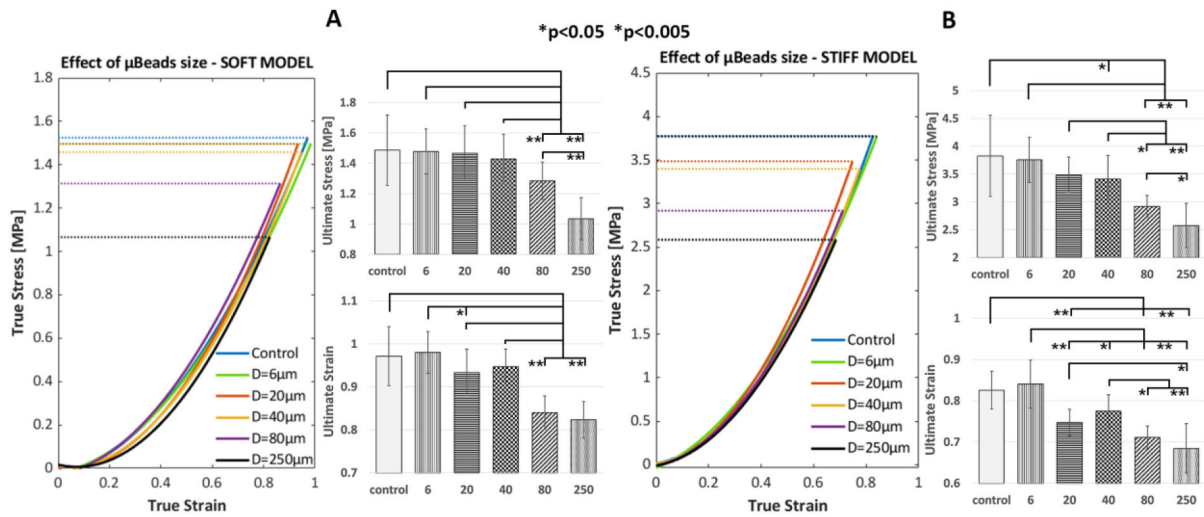 A
B
*p<0.05 *p<0.005
Effect of µBeads size - SOFT MODEL
True Stress [MPa]
1.8
1.6
1.4
1.2
1
0.8
0.6
0.4
0.2
0
0 0.2 0.4 0.6 0.8 1
True Strain
Control
D=6µm
D=20µm
D=40µm
D=80µm
D=250µm
Ultimate Stress [MPa]
1.8
1.6
1.4
1.2
1
0.8
** **
**
control 6 20 40 80 250
Ultimate Strain
1.1
1
0.9
0.8
0.7
*
** **
control 6 20 40 80 250
Effect of µBeads size - STIFF MODEL
True Stress [MPa]
4.5
4
3.5
3
2.5
2
1.5
1
0.5
0
0 0.2 0.4 0.6 0.8 1
True Strain
Control
D=6µm
D=20µm
D=40µm
D=80µm
D=250µm
Ultimate Stress [MPa]
5
4.5
4
3.5
3
2.5
2
*
* **
* **
*
control 6 20 40 80 250
Ultimate Strain
1
0.9
0.8
0.7
0.6
** * **
** * **
*
* **
control 6 20 40 80 250